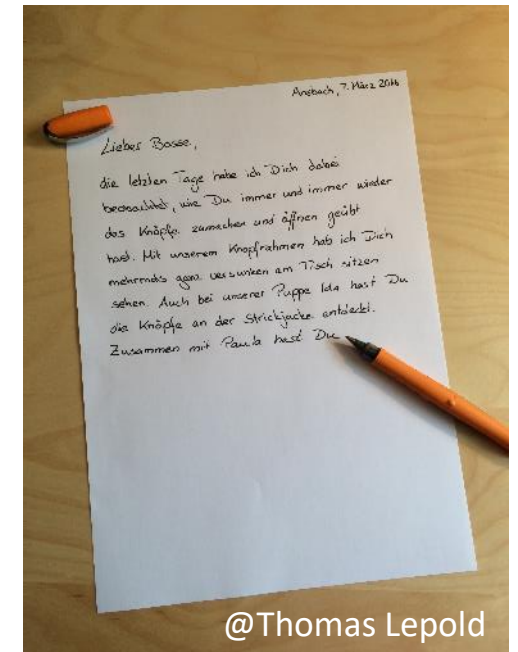 Ansbach, 7. März 2016
Lieber Bosse,
die letzten Tage habe ich Dich dabei
beobachtet, wie Du immer und immer wieder
das Knöpfe zumachen und öffnen geübt
hast. Mit unserem Knopfrahmen hab ich Dich
mehrmals ganz versunken am Tisch sitzen
sehen. Auch bei unserer Puppe Ida hast Du
die Knöpfe an der Strickjacke entdeckt.
Zusammen mit Paula hast Du
@Thomas Lepold